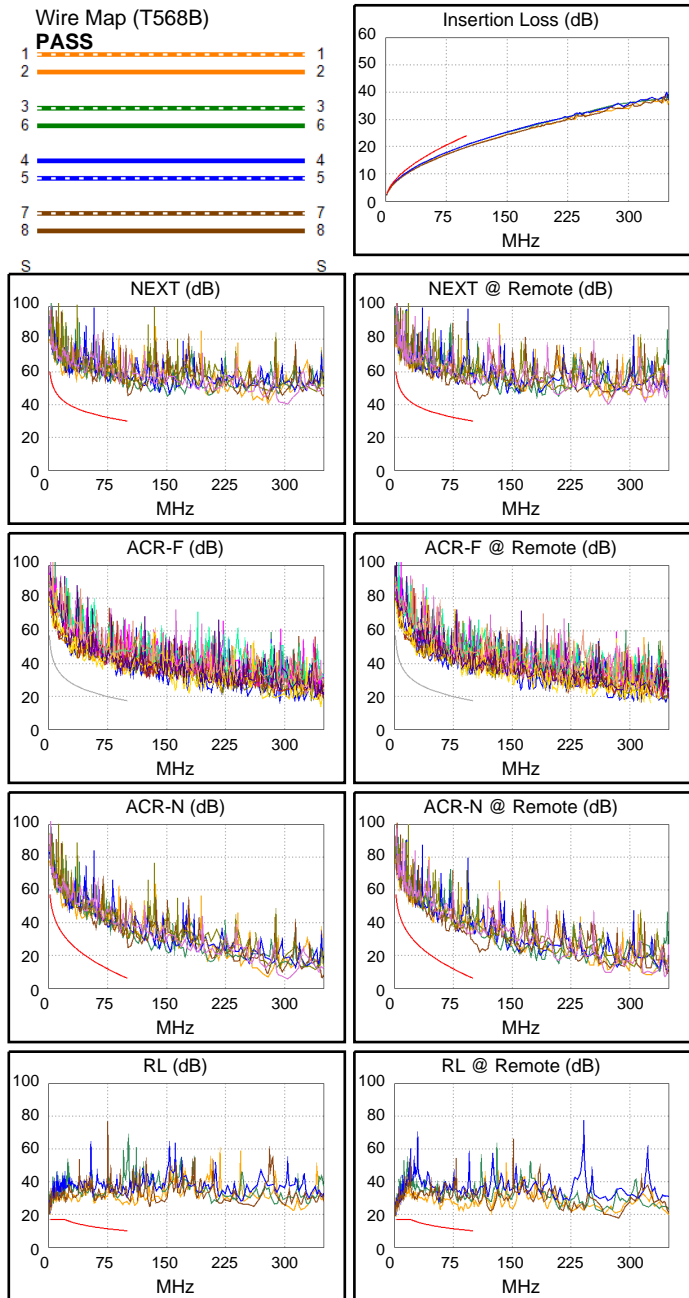 Wire Map (T568B)
PASS
1 1
2 2
3 3
6 6
4 4
5 5
7 7
8 8
S S
Insertion Loss (dB)
60
50
40
30
20
10
0
0 75 150 225 300
MHz
NEXT (dB)
100
80
60
40
20
0
0 75 150 225 300
MHz
NEXT @ Remote (dB)
100
80
60
40
20
0
0 75 150 225 300
MHz
ACR-F (dB)
100
80
60
40
20
0
0 75 150 225 300
MHz
ACR-F @ Remote (dB)
100
80
60
40
20
0
0 75 150 225 300
MHz
ACR-N (dB)
100
80
60
40
20
0
0 75 150 225 300
MHz
ACR-N @ Remote (dB)
100
80
60
40
20
0
0 75 150 225 300
MHz
RL (dB)
100
80
60
40
20
0
0 75 150 225 300
MHz
RL @ Remote (dB)
100
80
60
40
20
0
0 75 150 225 300
MHz